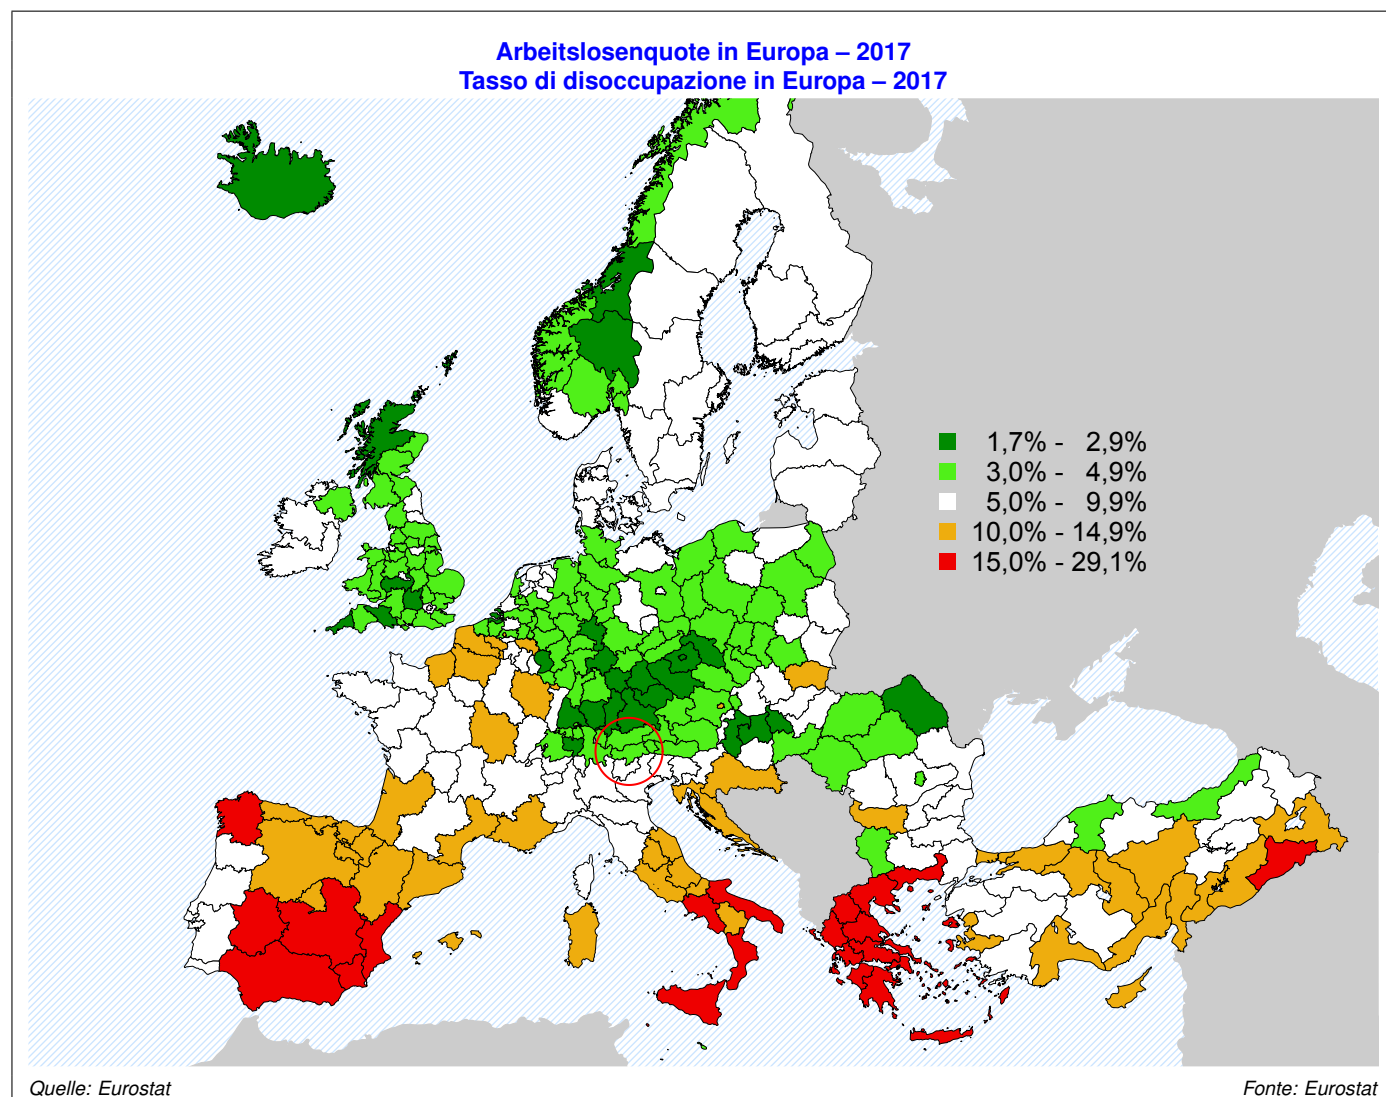 Arbeitslosenquote in Europa – 2017
Tasso di disoccupazione in Europa – 2017
1,7% - 2,9%
3,0% - 4,9%
5,0% - 9,9%
10,0% - 14,9%
15,0% - 29,1%
Quelle: Eurostat
Fonte: Eurostat